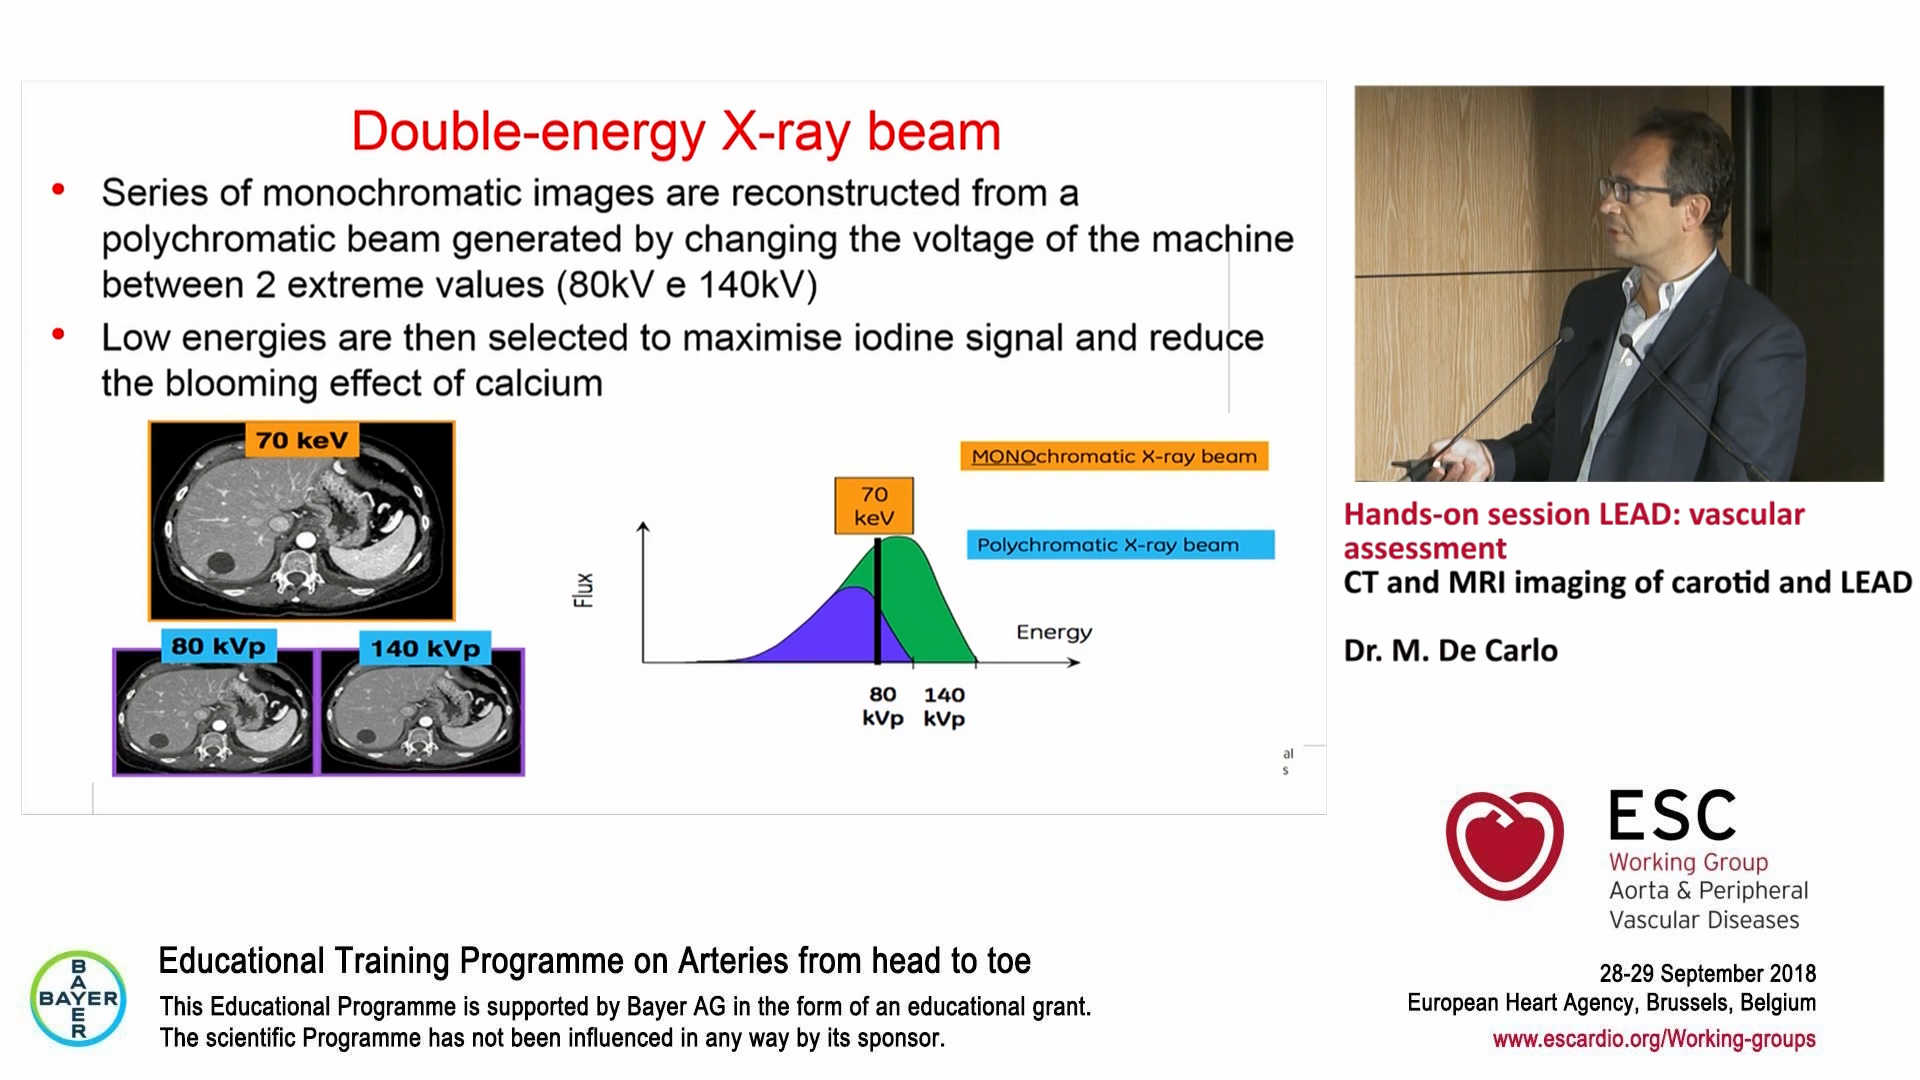 Double-energy X-ray beam
• Series of monochromatic images are reconstructed from a
polychromatic beam generated by changing the voltage of the machine
between 2 extreme values (80kV e 140kV)
• Low energies are then selected to maximise iodine signal and reduce
the blooming effect of calcium
70 keV
80 kVp
140 kVp
MONOchromatic X-ray beam
70
keV
Polychromatic X-ray beam
Flux
Energy
80
kVp
140
kVp
al
s
Hands-on session LEAD: vascular
assessment
CT and MRI imaging of carotid and LEAD
Dr. M. De Carlo
ESC
Working Group
Aorta & Peripheral
Vascular Diseases
28-29 September 2018
European Heart Agency, Brussels, Belgium
www.escardio.org/Working-groups
BAYER
BAYER
Educational Training Programme on Arteries from head to toe
This Educational Programme is supported by Bayer AG in the form of an educational grant.
The scientific Programme has not been influenced in any way by its sponsor.